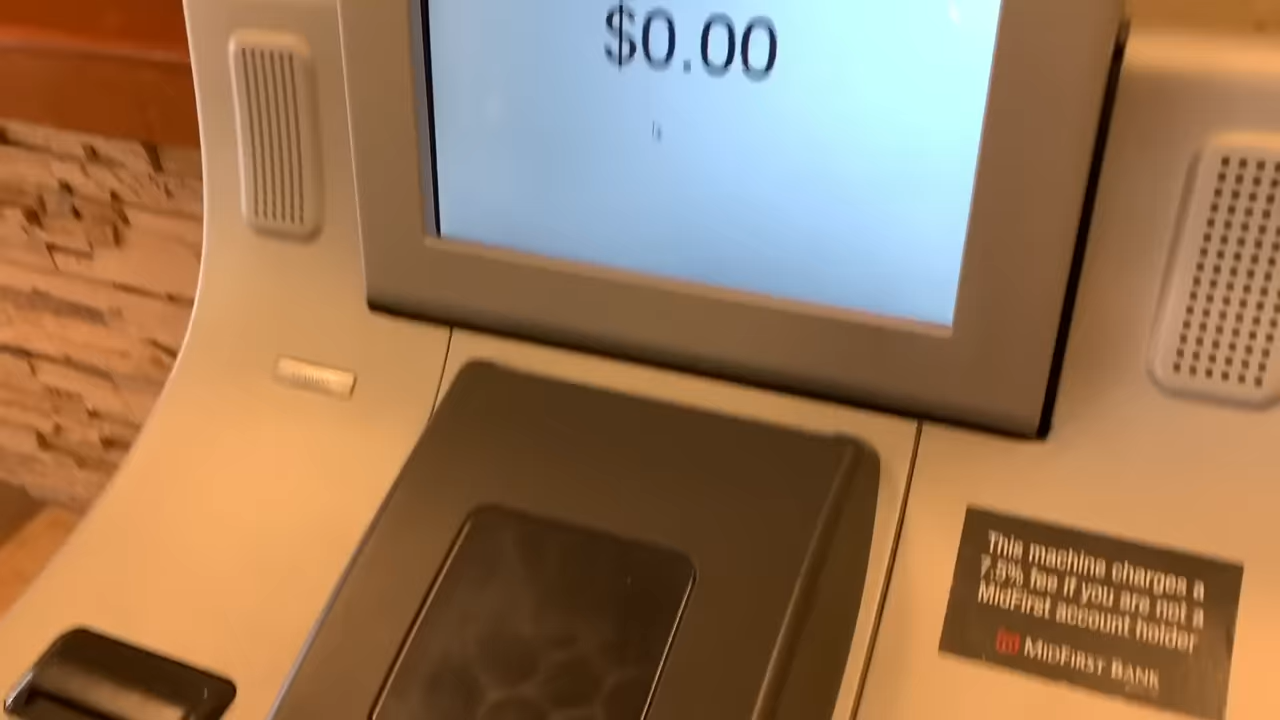 $0.00
This machine charges a
7.5% fee if you are not a
MidFirst account holder
MIDFIRST BANK